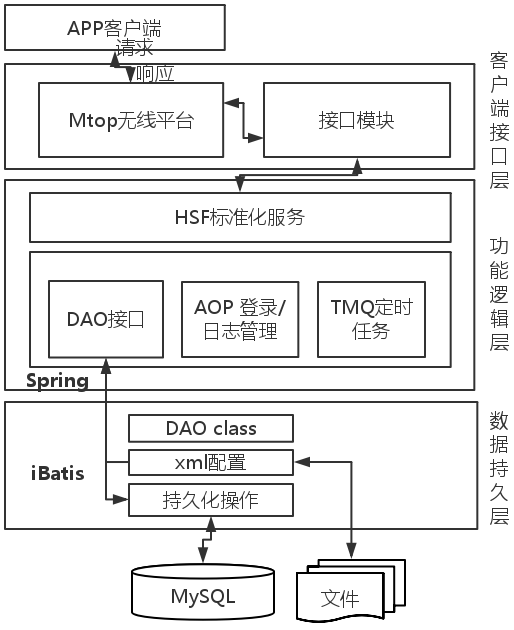 APP客户端
请求
响应
Mtop无线平台
接口模块
客户端接口层
HSF标准化服务
DAO接口
AOP 登录/
日志管理
TMQ定时
任务
功能逻辑层
Spring
DAO class
iBatis
xml配置
持久化操作
数据持久层
MySQL
文件